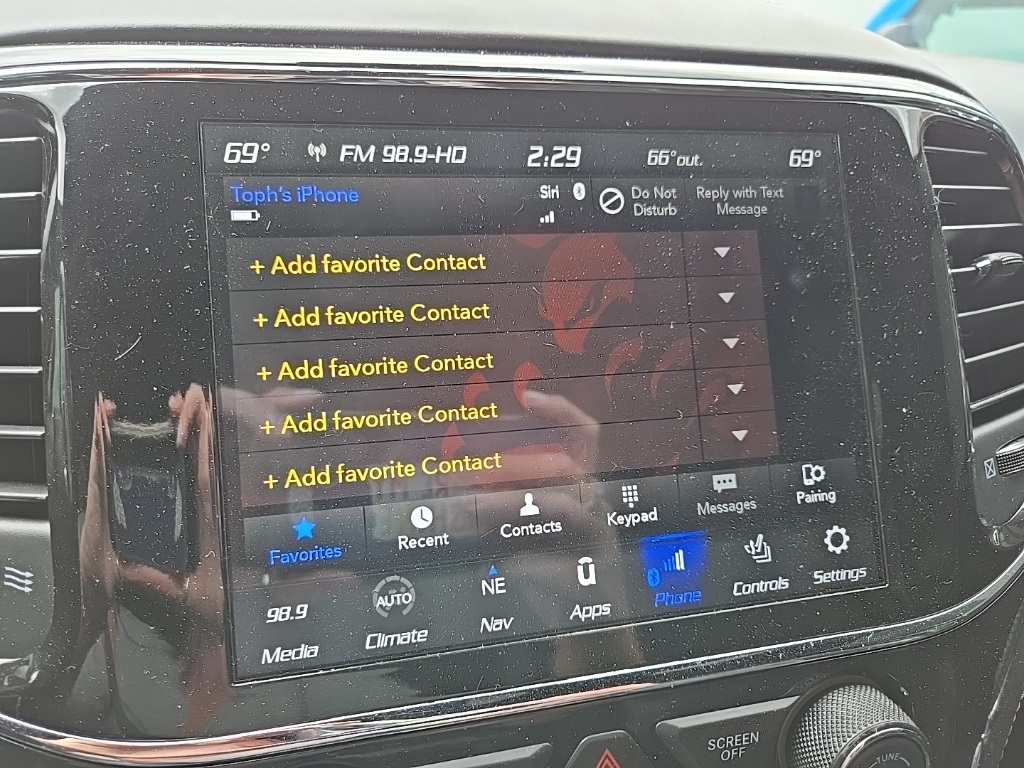 69° FM 98.9-HD 2:29 66°out. 69°
Toph's iPhone Siri Do Not Reply with Text
Disturb Message
+ Add favorite Contact
+ Add favorite Contact
+ Add favorite Contact
+ Add favorite Contact
+ Add favorite Contact
Favorites Recent Contacts Keypad Messages Pairing
98.9 AUTO NE
Media Climate Nav Apps Phone Controls Settings
SCREEN
OFF
TUNE